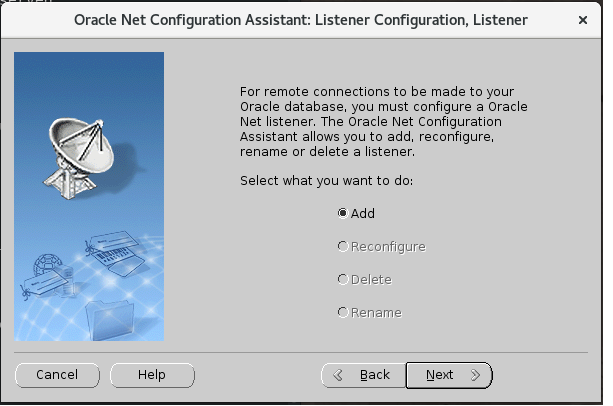 Oracle Net Configuration Assistant: Listener Configuration, Listener
For remote connections to be made to your
Oracle database, you must configure a Oracle
Net listener. The Oracle Net Configuration
Assistant allows you to add, reconfigure,
rename or delete a listener.
Select what you want to do:
Add
Reconfigure
Delete
Rename
Cancel
Help
Back
Next